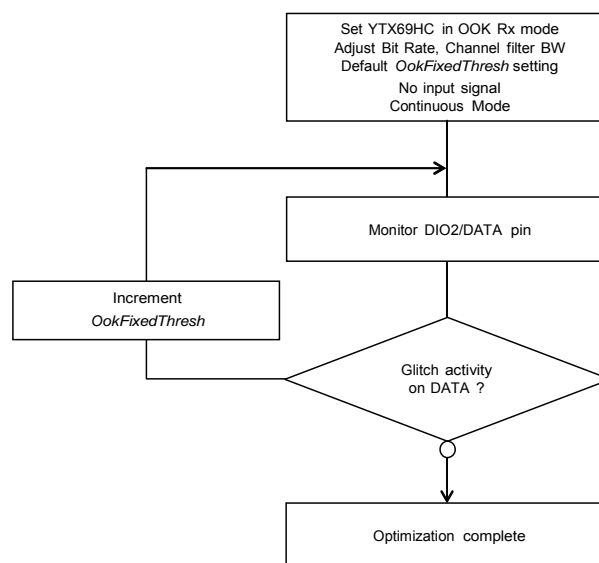 Set YTX69HC in OOK Rx mode
Adjust Bit Rate, Channel filter BW
Default OokFixedThresh setting
No input signal
Continuous Mode
Monitor DIO2/DATA pin
Increment
OokFixedThresh
Glitch activity
on DATA ?
Optimization complete